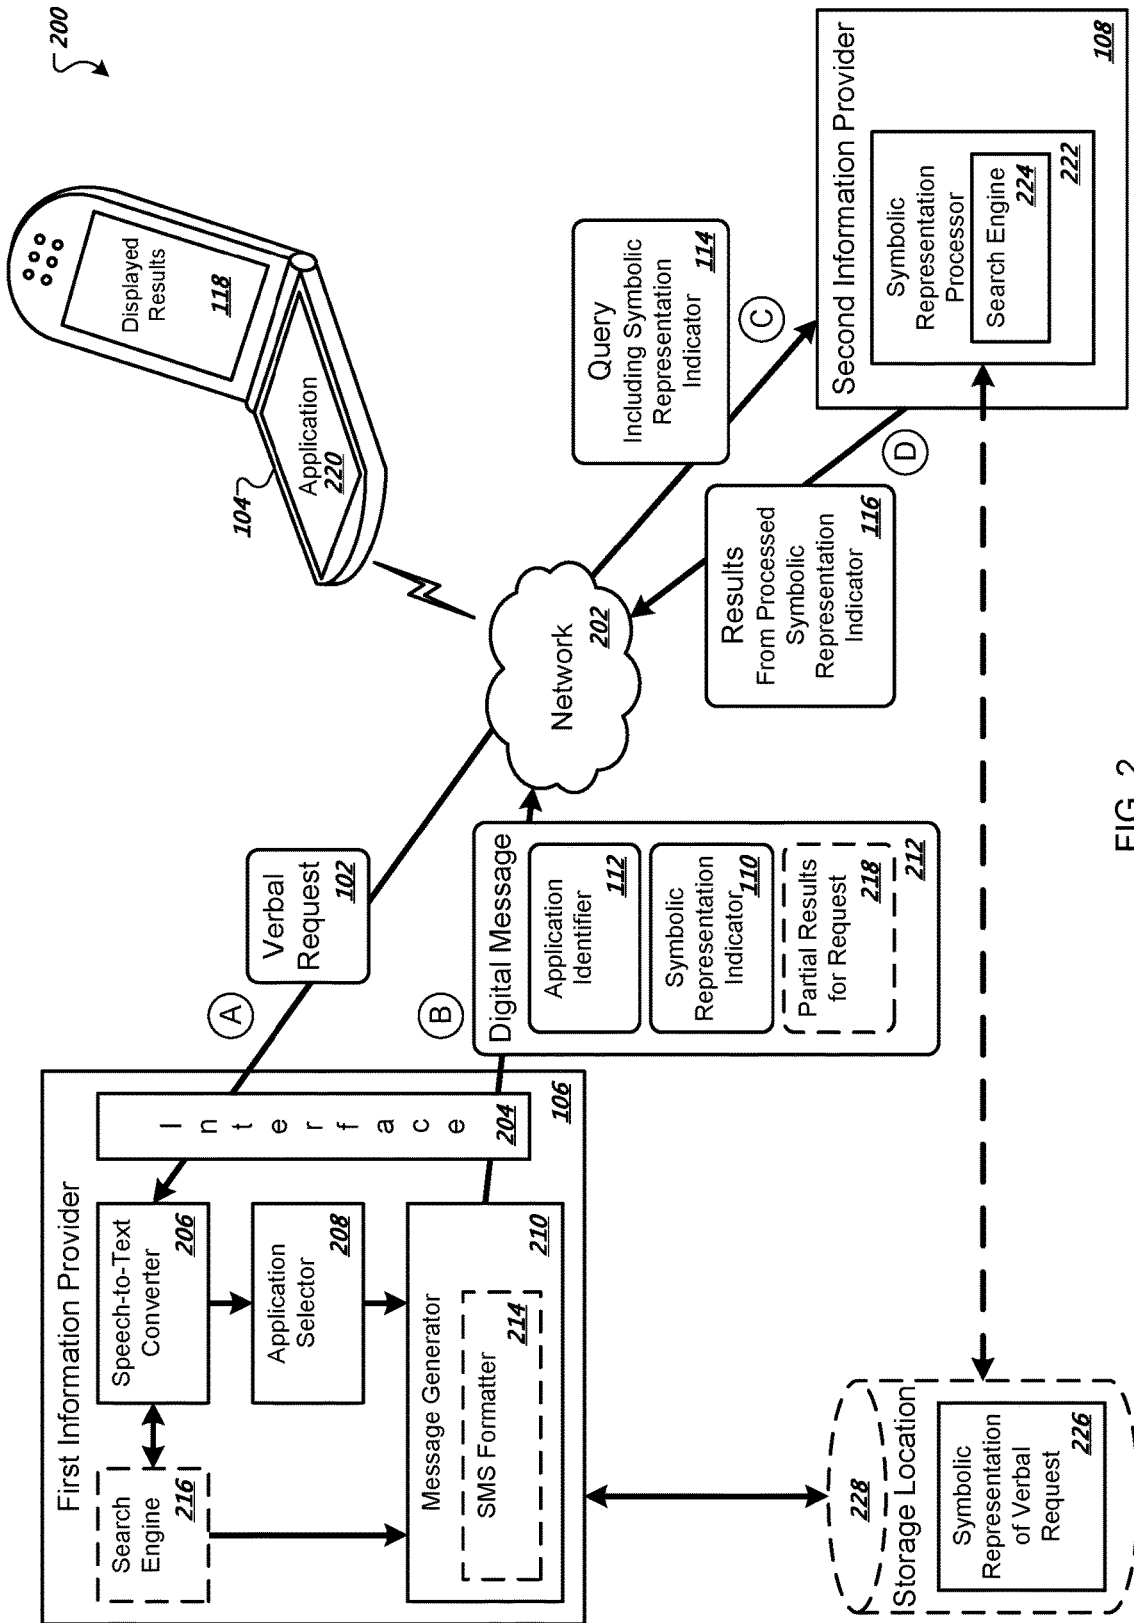 200
First Information Provider
Search
Engine
216
Speech-to-Text
Converter
206
Application
Selector
208
Message Generator
210
SMS Formatter
214
Interface
204
106
A
Verbal
Request
102
B
Digital Message
Application
Identifier
112
Symbolic
Representation
Indicator
110
Partial Results
for Request
218
212
Network
202
Displayed
Results
118
Application
220
104
Query
Including Symbolic
Representation
Indicator
114
C
Results
From Processed
Symbolic
Representation
Indicator
116
D
Second Information Provider
108
Symbolic
Representation
Processor
222
Search Engine
224
228
Storage Location
Symbolic
Representation
of Verbal
Request
226
FIG. 2